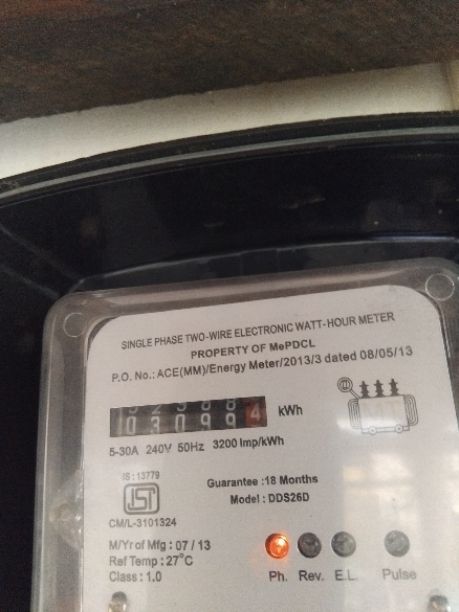 SINGLE PHASE TWO-WIRE ELECTRONIC WATT-HOUR METER
PROPERTY OF MePDCL
P.O. No.: ACE(MM)/Energy Meter/2013/3 dated 08/05/13
030994 kWh
5-30A 240V 50Hz 3200 Imp/kWh
IS : 13779
Guarantee : 18 Months
Model : DDS26D
CM/L-3101324
M/Yr of Mfg : 07 / 13
Ref Temp : 27°C
Class : 1.0
Ph. Rev. E.L. Pulse